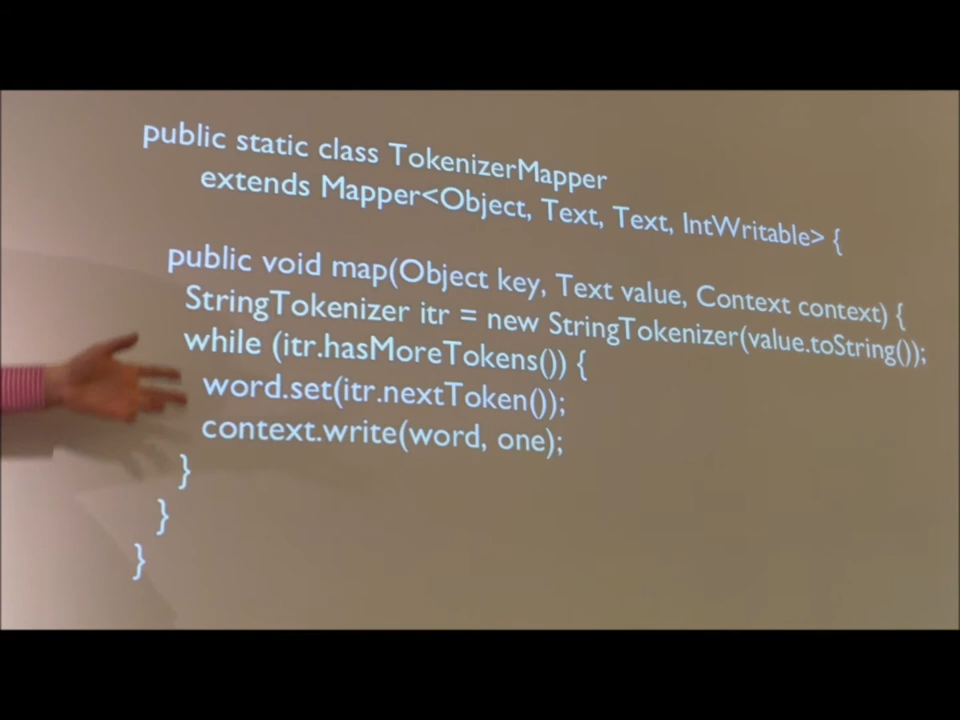 public static class TokenizerMapper
extends Mapper<Object, Text, Text, IntWritable> {
public void map(Object key, Text value, Context context) {
StringTokenizer itr = new StringTokenizer(value.toString());
while (itr.hasMoreTokens()) {
word.set(itr.nextToken());
context.write(word, one);
}
}
}